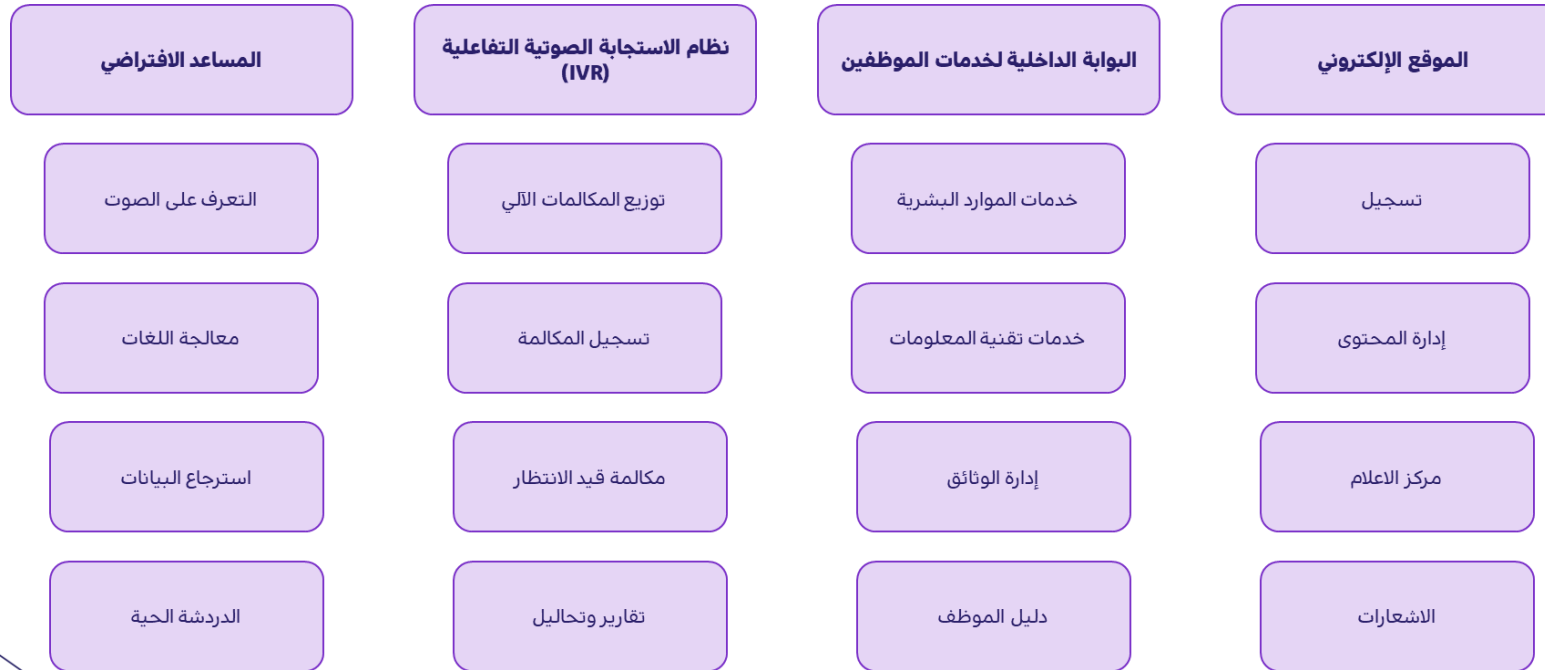 الموقع الإلكتروني
تسجيل
إدارة المحتوى
مركز الاعلام
الاشعارات
البوابة الداخلية لخدمات الموظفين
خدمات الموارد البشرية
خدمات تقنية المعلومات
إدارة الوثائق
دليل الموظف
نظام الاستجابة الصوتية التفاعلية
(IVR)
توزيع المكالمات الآلي
تسجيل المكالمة
مكالمة قيد الانتظار
تقارير وتحاليل
المساعد الافتراضي
التعرف على الصوت
معالجة اللغات
استرجاع البيانات
الدردشة الحية